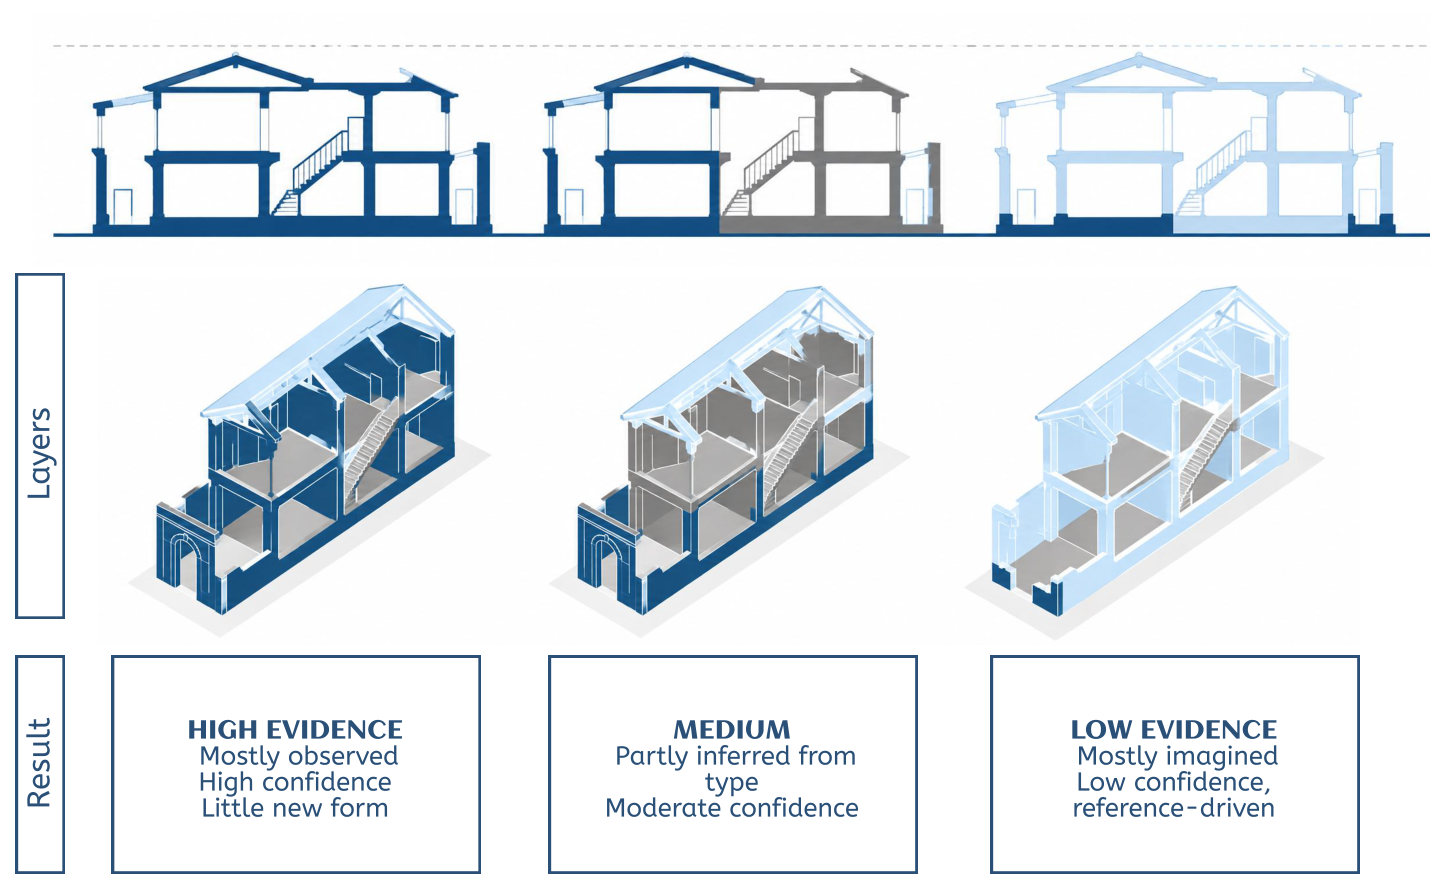 Layers
Result
HIGH EVIDENCE
Mostly observed
High confidence
Little new form
MEDIUM
Partly inferred from
type
Moderate confidence
LOW EVIDENCE
Mostly imagined
Low confidence,
reference-driven